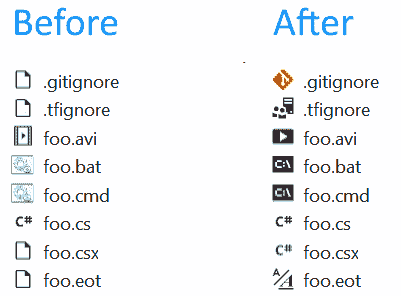 Before After
.gitignore .gitignore
.tfignore .tfignore
foo.avi foo.avi
foo.bat C:\ foo.bat
foo.cmd C:\ foo.cmd
C# foo.cs C# foo.cs
foo.csx C# foo.csx
foo.eot A/A foo.eot